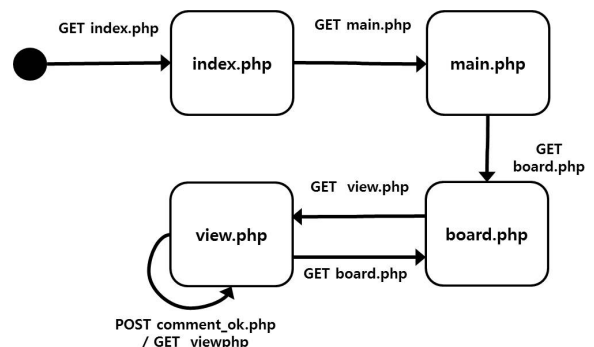 GET index.php
GET main.php
index.php
main.php
GET
board.php
GET  view.php
view.php
board.php
GET board.php
POST comment_ok.php
/ GET  viewphp